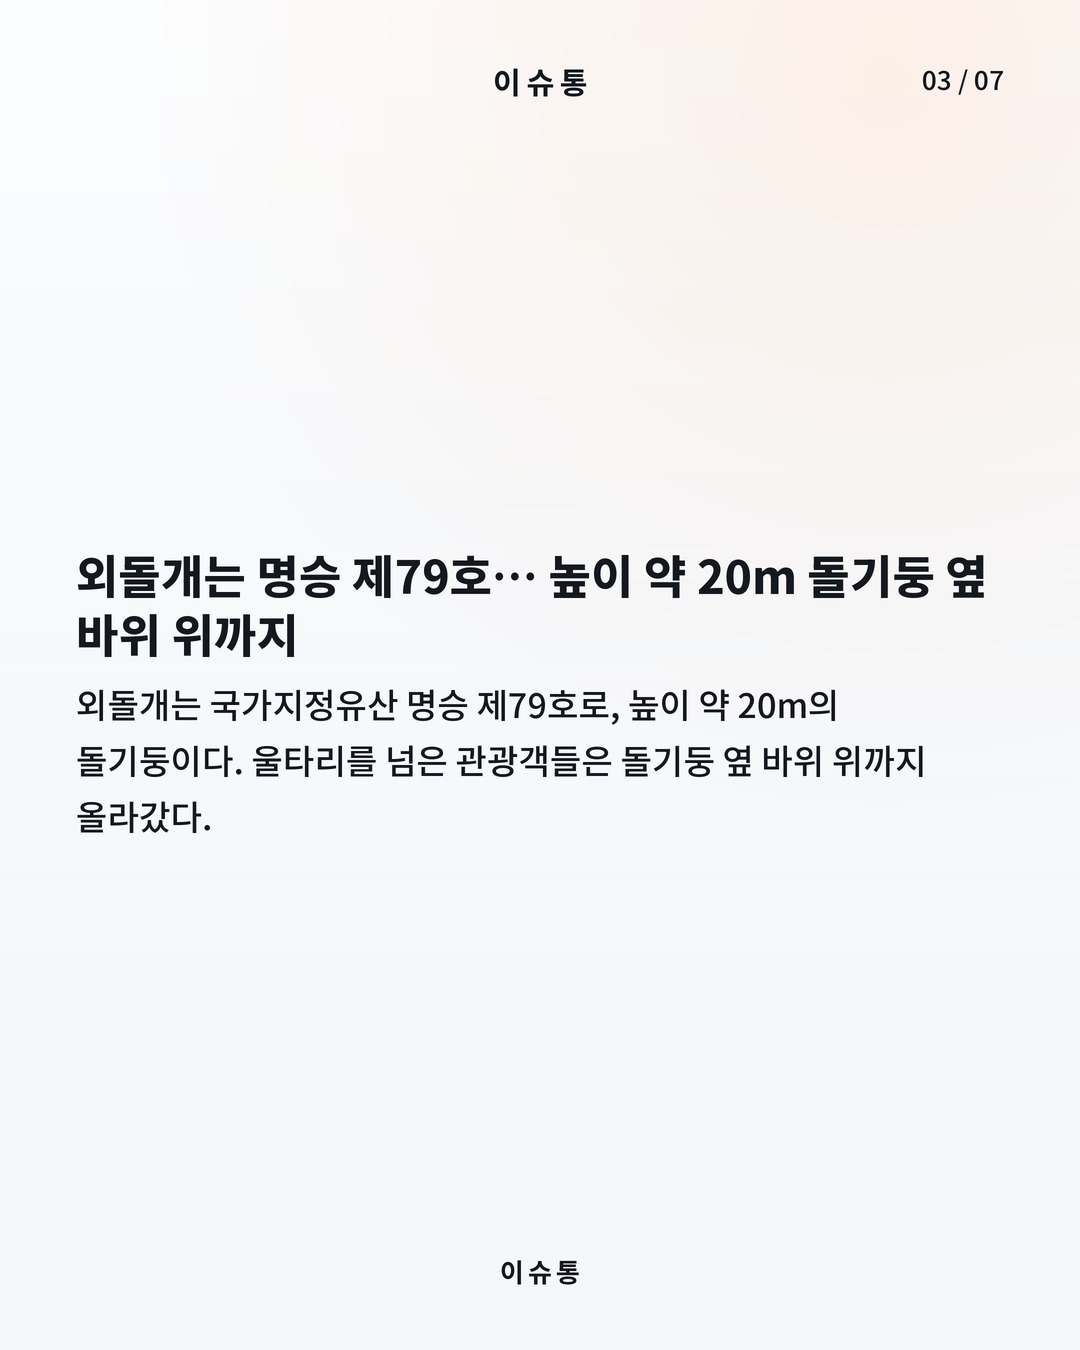 이슈통
03 / 07
외돌개는 명승 제79호… 높이 약 20m 돌기둥 옆
바위 위까지
외돌개는 국가지정유산 명승 제79호로, 높이 약 20m의
돌기둥이다. 울타리를 넘은 관광객들은 돌기둥 옆 바위 위까지
올라갔다.
이슈통